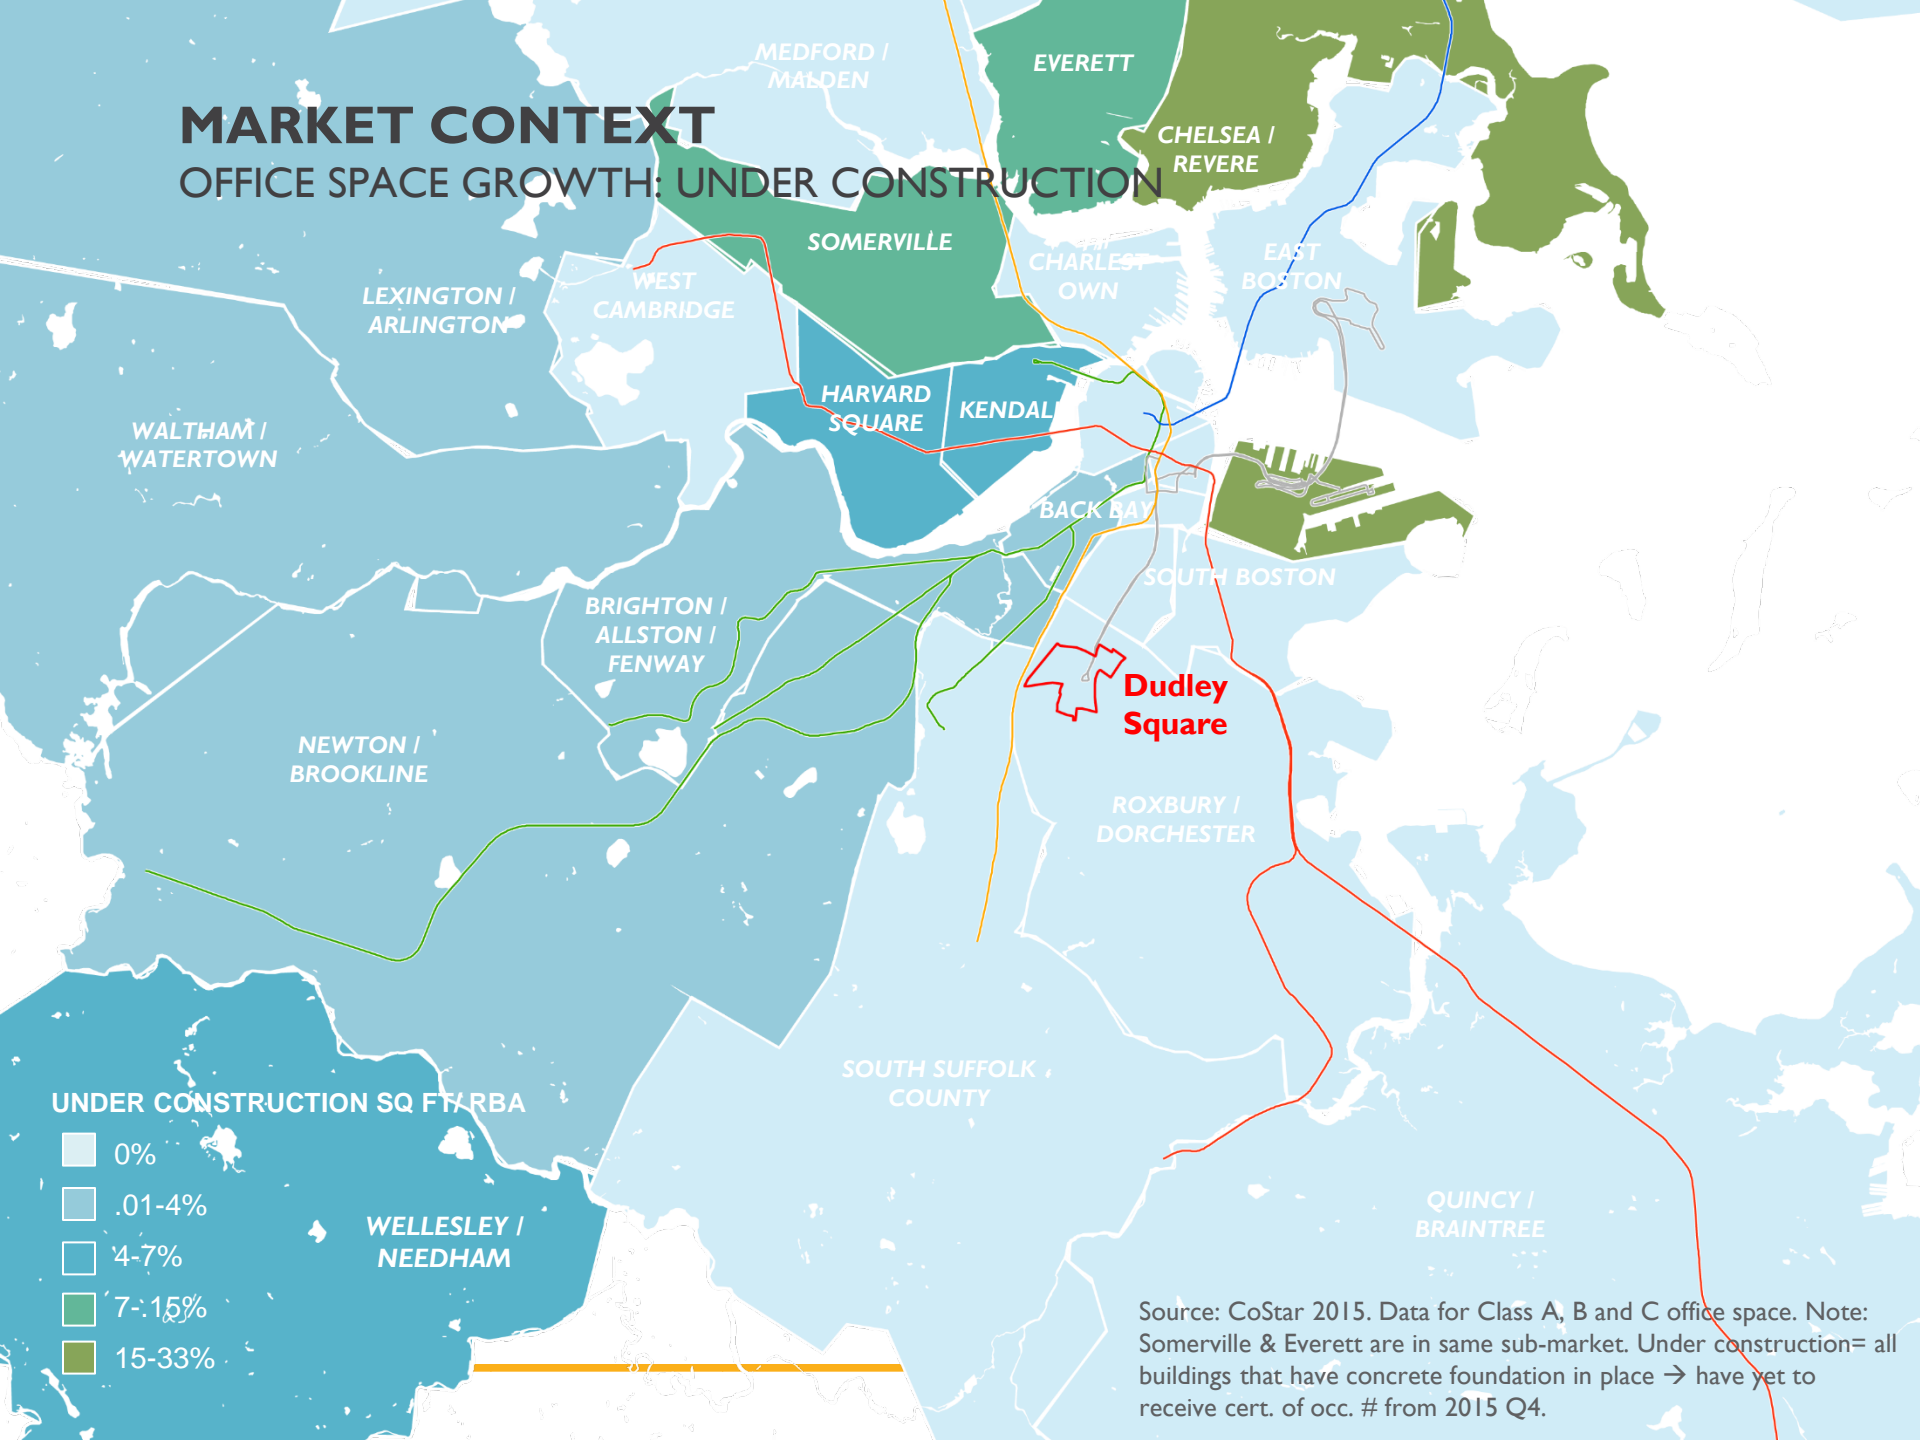 MARKET CONTEXT
OFFICE SPACE GROWTH: UNDER CONSTRUCTION
MEDFORD /
MALDEN
EVERETT
CHELSEA /
REVERE
SOMERVILLE
CHARLEST
OWN
EAST
BOSTON
WEST
CAMBRIDGE
LEXINGTON /
ARLINGTON
HARVARD
SQUARE
KENDALL
WALTHAM /
WATERTOWN
BACK BAY
SOUTH BOSTON
BRIGHTON /
ALLSTON /
FENWAY
Dudley
Square
NEWTON /
BROOKLINE
ROXBURY /
DORCHESTER
SOUTH SUFFOLK
COUNTY
UNDER CONSTRUCTION SQ FT/ RBA
0%
.01-4%
4-7%
7-.15%
15-33%
WELLESLEY /
NEEDHAM
QUINCY /
BRAINTREE
Source: CoStar 2015. Data for Class A, B and C office space. Note:
Somerville & Everett are in same sub-market. Under construction= all
buildings that have concrete foundation in place → have yet to
receive cert. of occ. # from 2015 Q4.